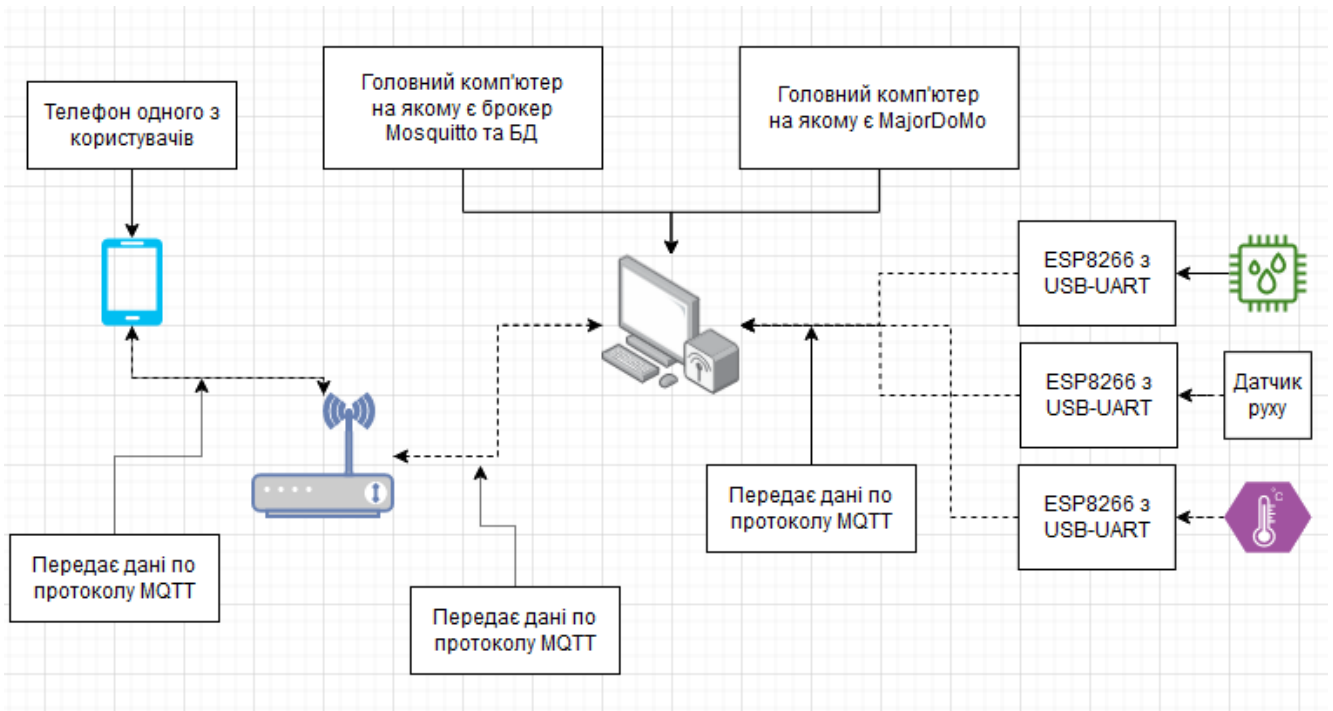 Телефон одного з
користувачів
Головний комп'ютер
на якому є брокер
Mosquitto та БД
Головний комп'ютер
на якому є MajorDoMo
ESP8266 з
USB-UART
ESP8266 з
USB-UART
Датчик
руху
ESP8266 з
USB-UART
°C
Передає дані по
протоколу MQTT
Передає дані по
протоколу MQTT
Передає дані по
протоколу MQTT